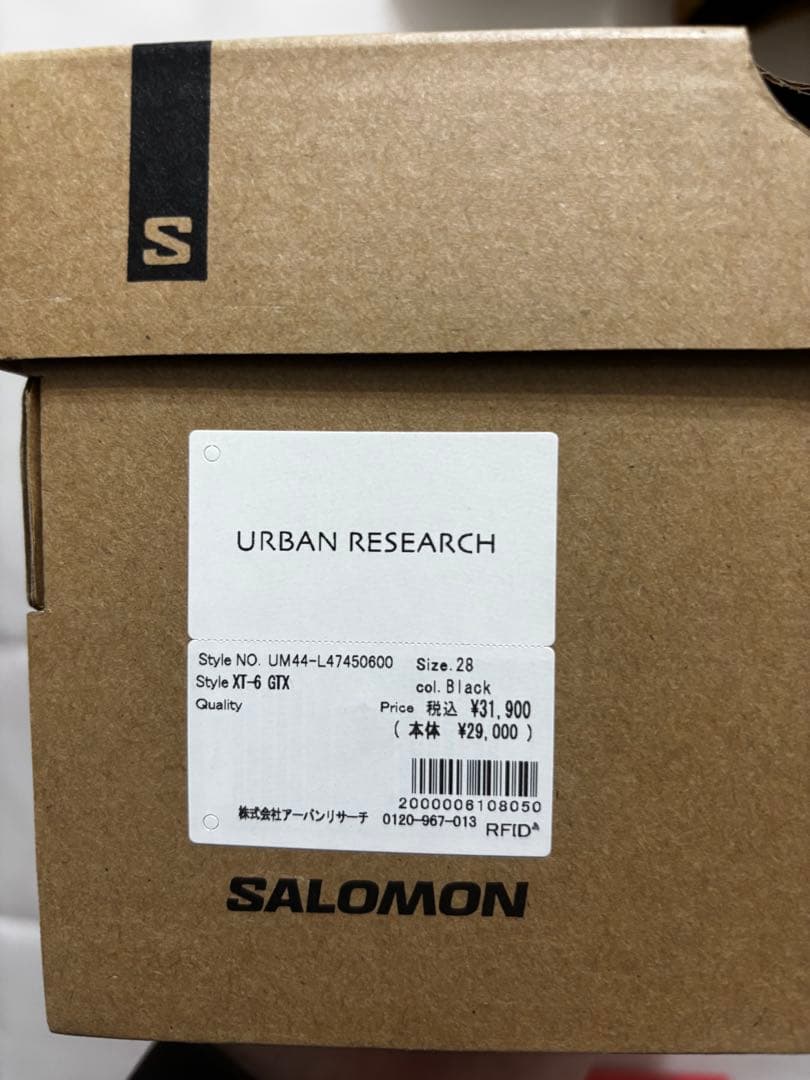 S
URBAN RESEARCH
Style NO. UM44-L47450600 Size.28
Style XT-6 GTX col.Black
Quality Price 税込 ¥31,900
( 本体 ¥29,000 )
2000006108050
株式会社アーバンリサーチ 0120-967-013 RFID
SALOMON